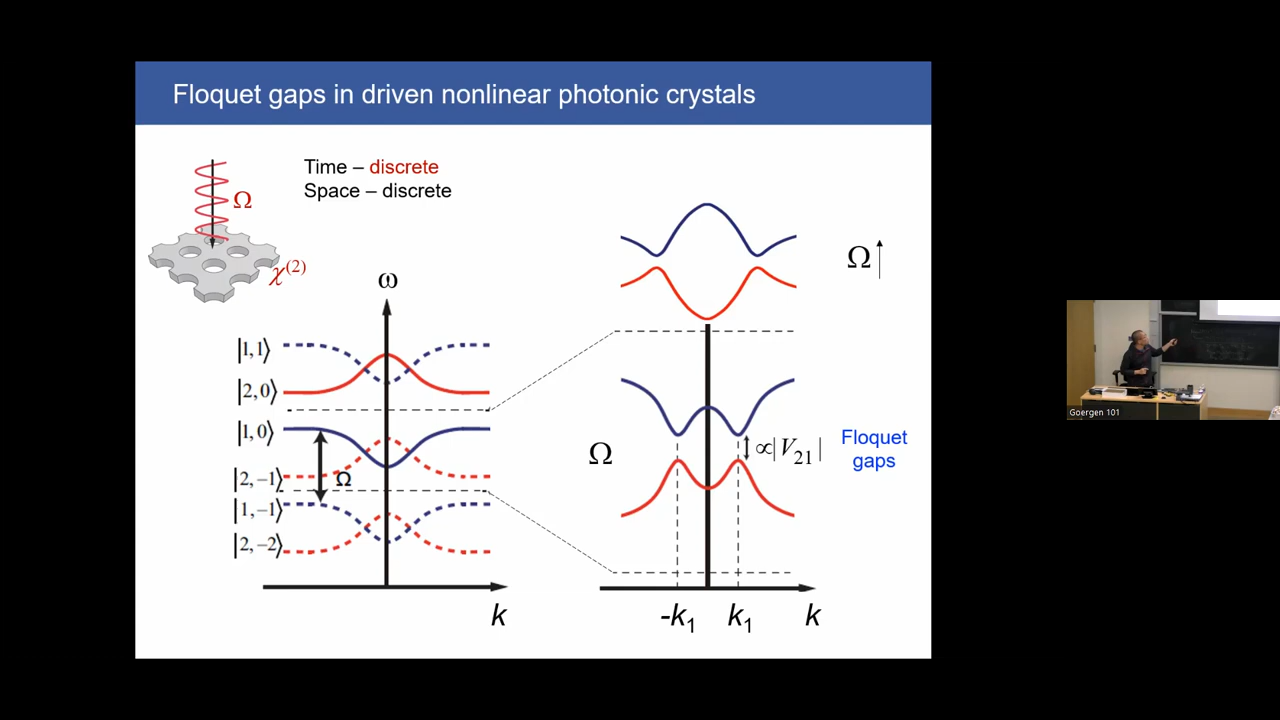 Floquet gaps in driven nonlinear photonic crystals
Time – discrete
Space – discrete
Ω
χ(2)
ω
|1,1⟩
|2,0⟩
|1,0⟩
|2,−1⟩
|1,−1⟩
|2,−2⟩
Ω
k
Ω
Ω
∝|V21|
Floquet
gaps
-k1
k1
k
Goergen 101